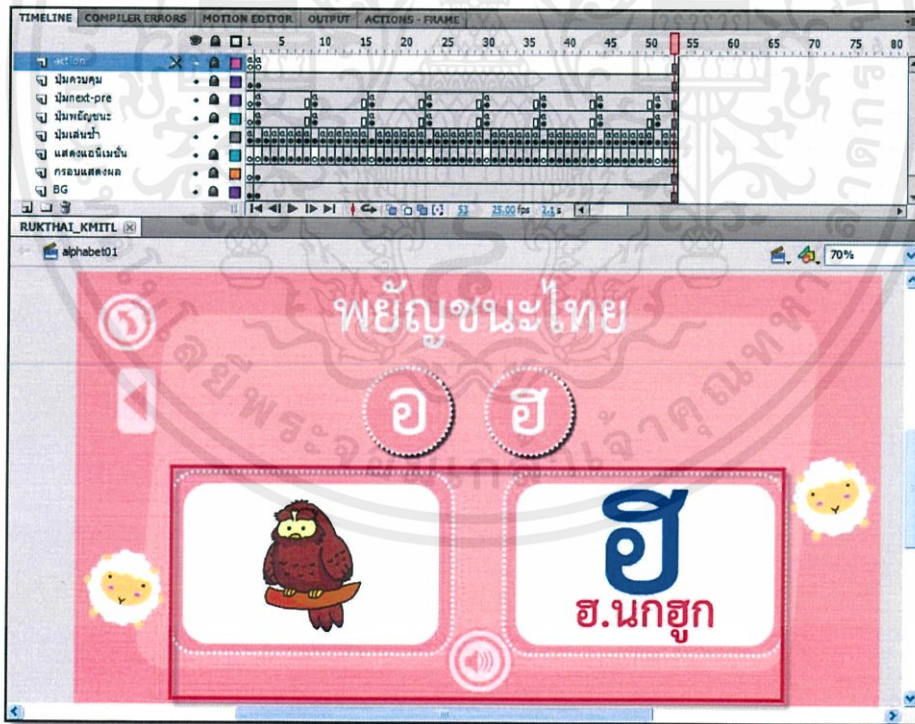 TIMELINE COMPILER ERRORS MOTION EDITOR OUTPUT ACTIONS - FRAME
1 5 10 15 20 25 30 35 40 45 50 55 60 65 70 75 80
action
ปุ่มควบคุม
ปุ่มnext-pre
ปุ่มพยัญชนะ
ปุ่มเล่นซ้ำ
แสดงแอนิเมชั่น
กรอบแสดงผล
BG
53 25.00 fps 2.1 s
RUKTHAI_KMITL
alphabet01 70%
พยัญชนะไทย
อ ฮ
ฮ
ฮ.นกฮูก